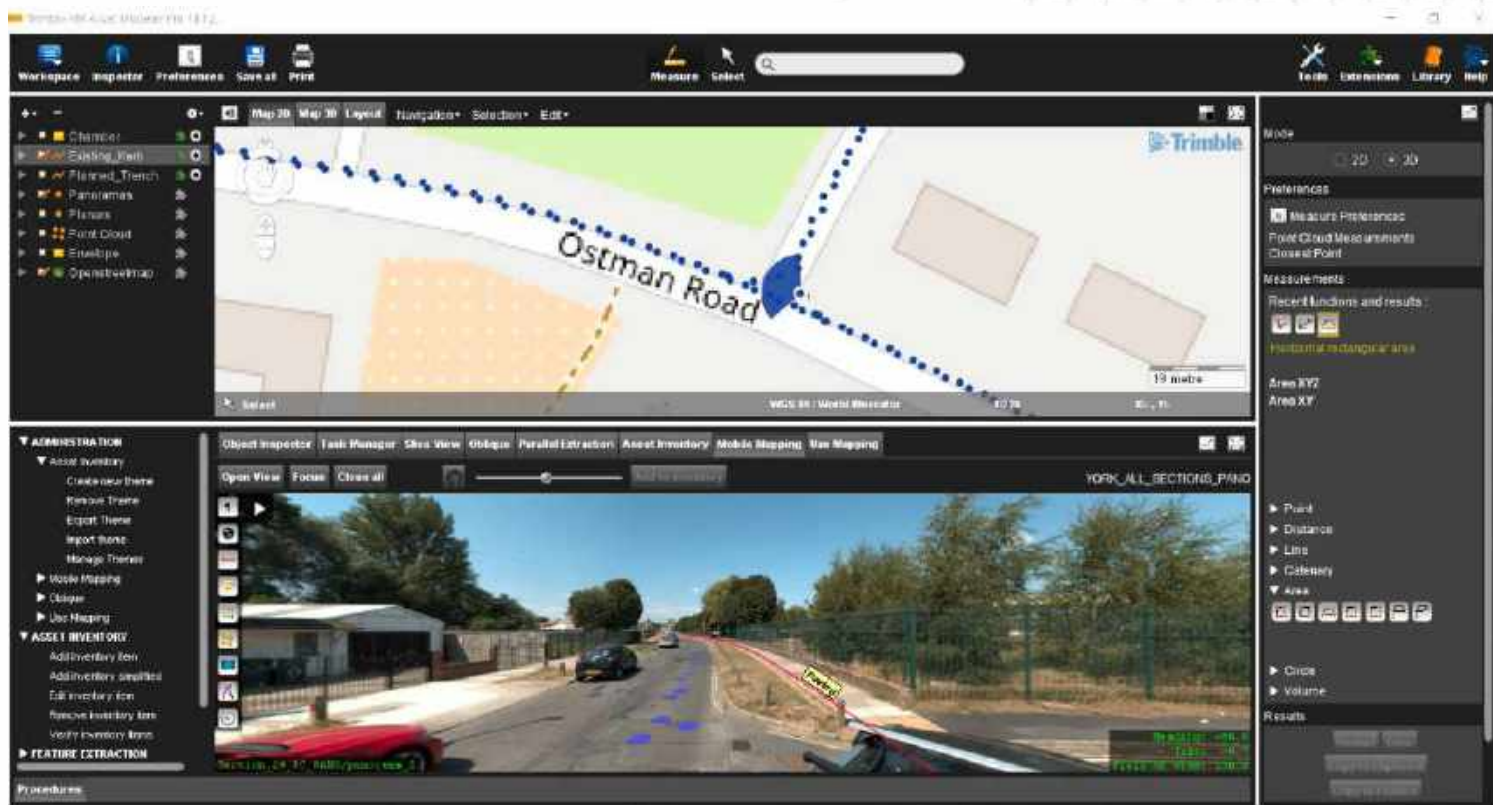 Workspace Inspector Preferences Save all Print Measure Select Tools Extensions Library Help
Map 2D Map 3D Layout Navigation Selection Edit
Chamber
Existing_Kerb
Planned_Trench
Panoramas
Planars
Point Cloud
Envelope
Openstreetmap
Trimble
Ostman Road
19 metre
Select WGS 84 / World Mercator
Mode
2D 3D
Preferences
Measure Preferences
Point Cloud Measurements
Closest Point
Measurements
Recent functions and results :
Horizontal rectangular area
Area XYZ
Area XY
Point
Distance
Line
Catenary
Area
Circle
Volume
Results
ADMINISTRATION
Asset Inventory
Create new theme
Remove Theme
Export Theme
Import theme
Manage Themes
Mobile Mapping
Oblique
Use Mapping
ASSET INVENTORY
Add inventory item
Add inventory simplified
Edit inventory item
Remove inventory item
Verify inventory items
FEATURE EXTRACTION
Object Inspector Task Manager Slice View Oblique Parallel Extraction Asset Inventory Mobile Mapping Use Mapping
Open View Focus Close all
YORK_ALL_SECTIONS_PANO
Procedures